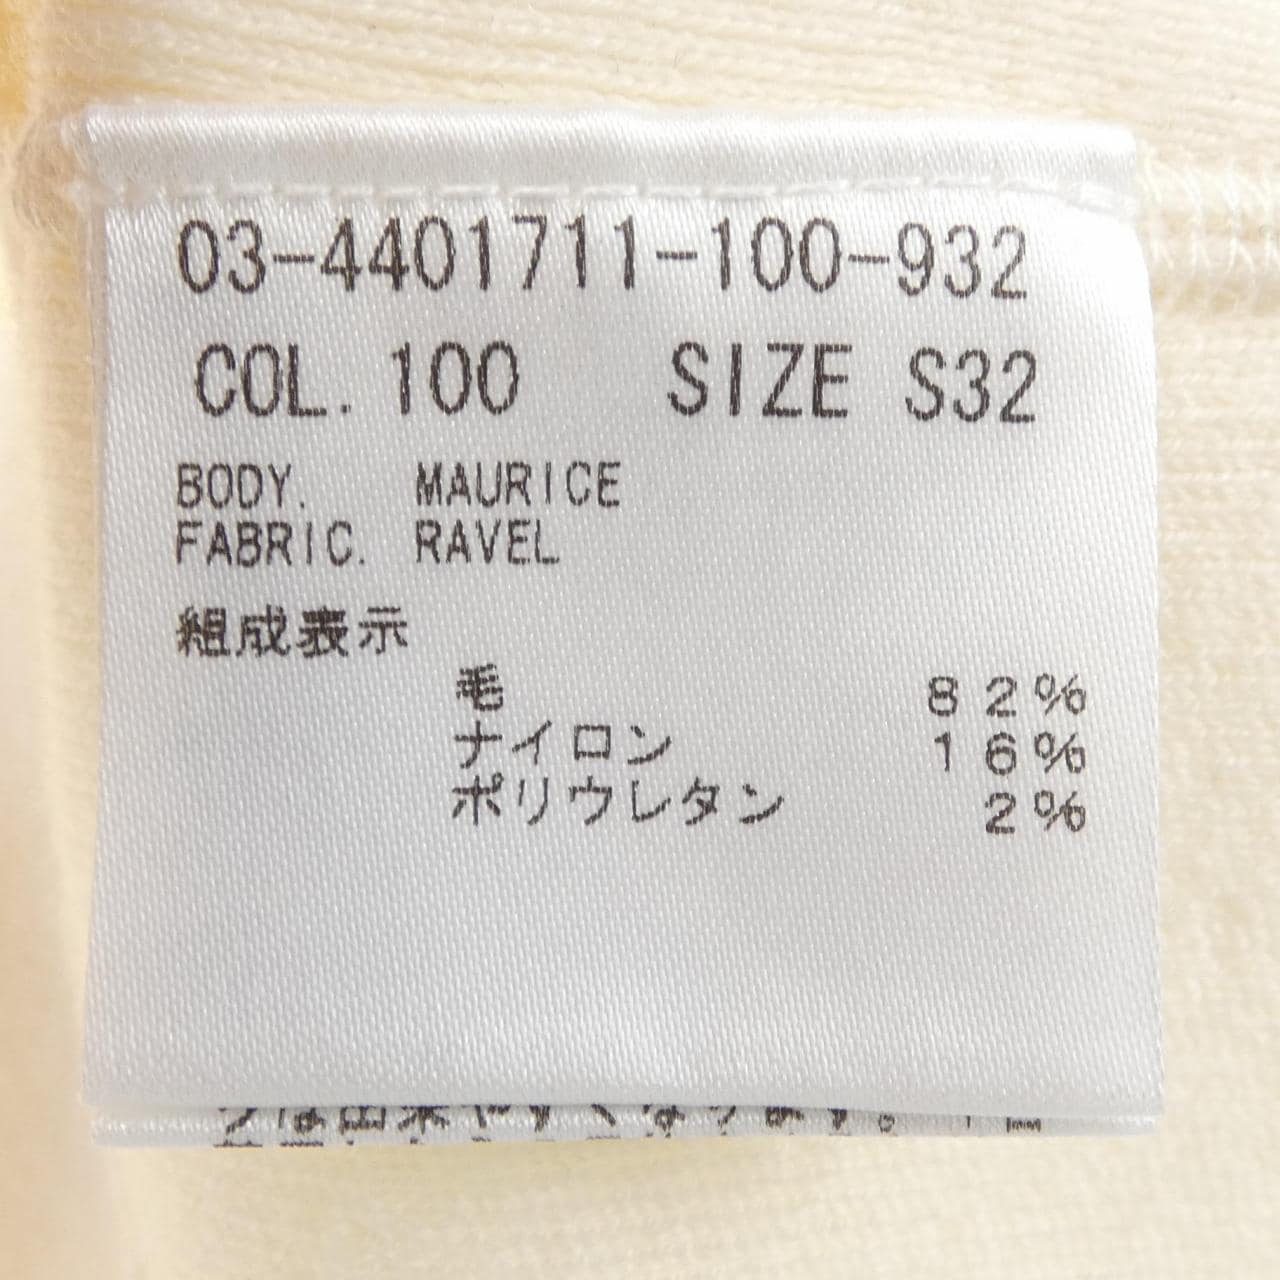 03-4401711-100-932
COL. 100 SIZE S32
BODY. MAURICE
FABRIC. RAVEL
組成表示
毛 82%
ナイロン 16%
ポリウレタン 2%